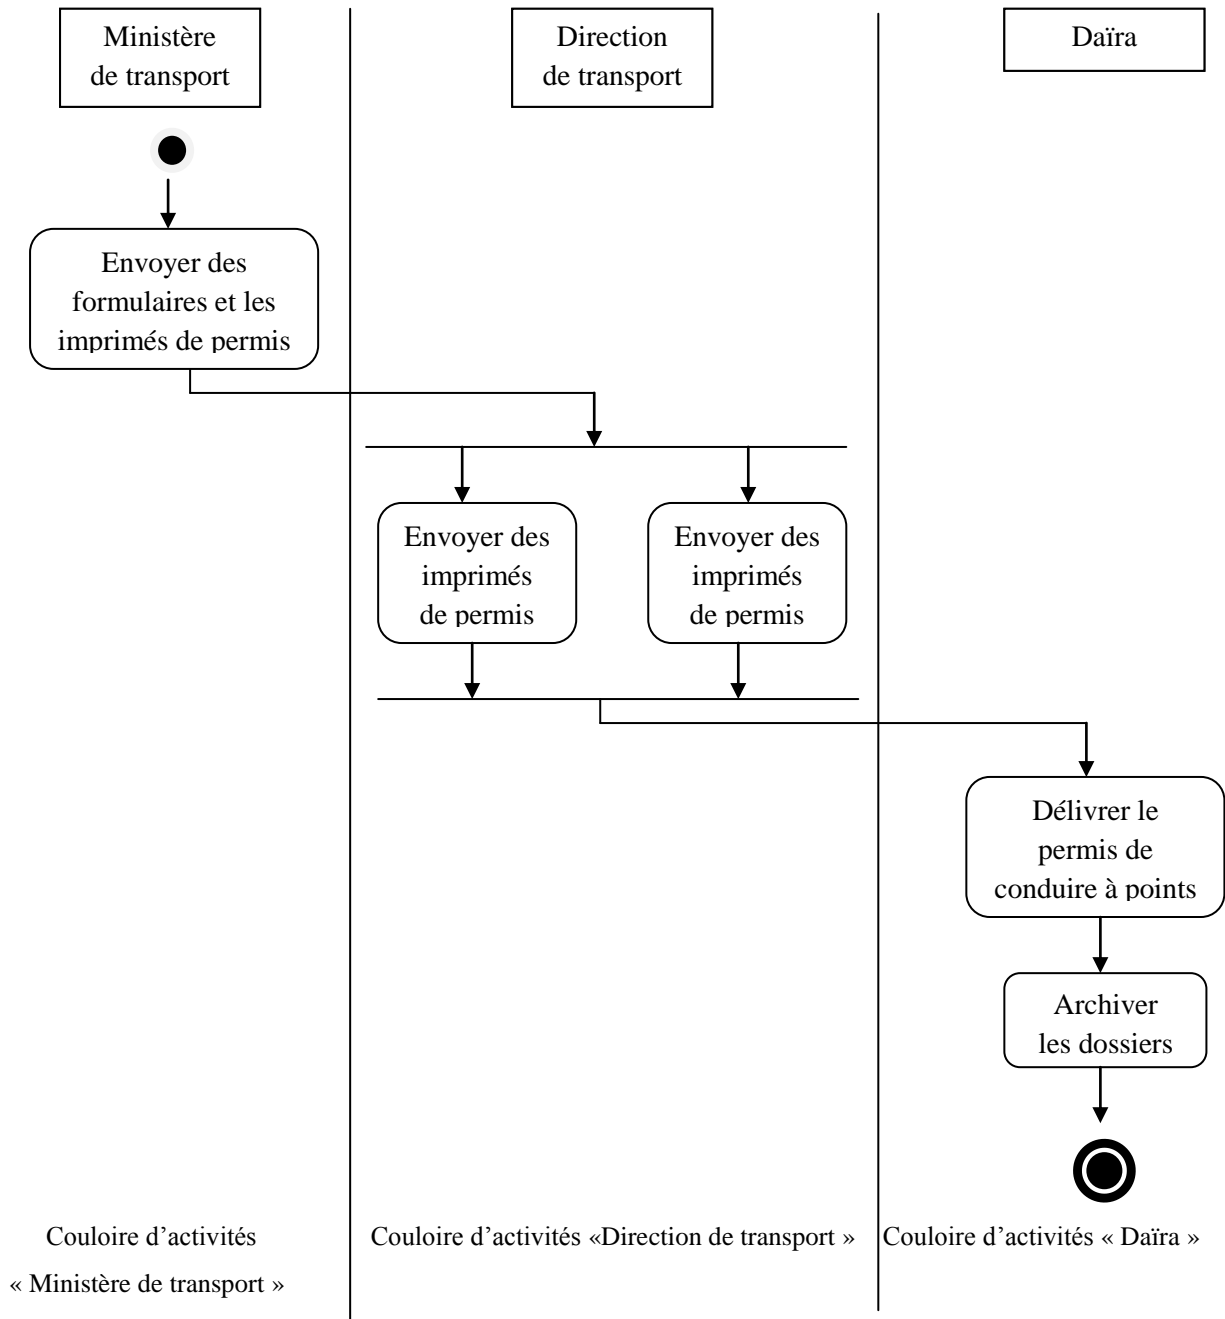 Ministère
de transport
Direction
de transport
Daïra
Envoyer des
formulaires et les
imprimés de permis
Envoyer des
imprimés
de permis
Envoyer des
imprimés
de permis
Délivrer le
permis de
conduire à points
Archiver
les dossiers
Couloire d’activités
« Ministère de transport »
Couloire d’activités «Direction de transport »
Couloire d’activités « Daïra »